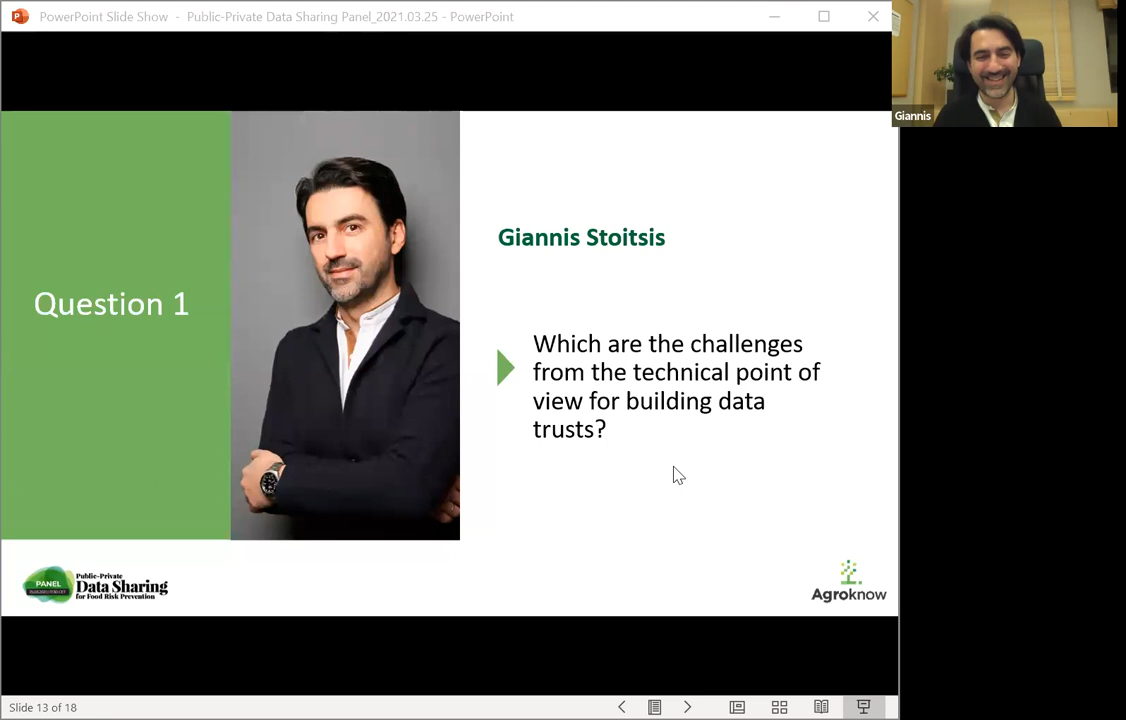 PowerPoint Slide Show - Public-Private Data Sharing Panel_2021.03.25 - PowerPoint
Giannis
Question 1
Giannis Stoitsis
Which are the challenges
from the technical point of
view for building data
trusts?
PANEL
Public-Private
Data Sharing
for Food Risk Prevention
Agroknow
Slide 13 of 18